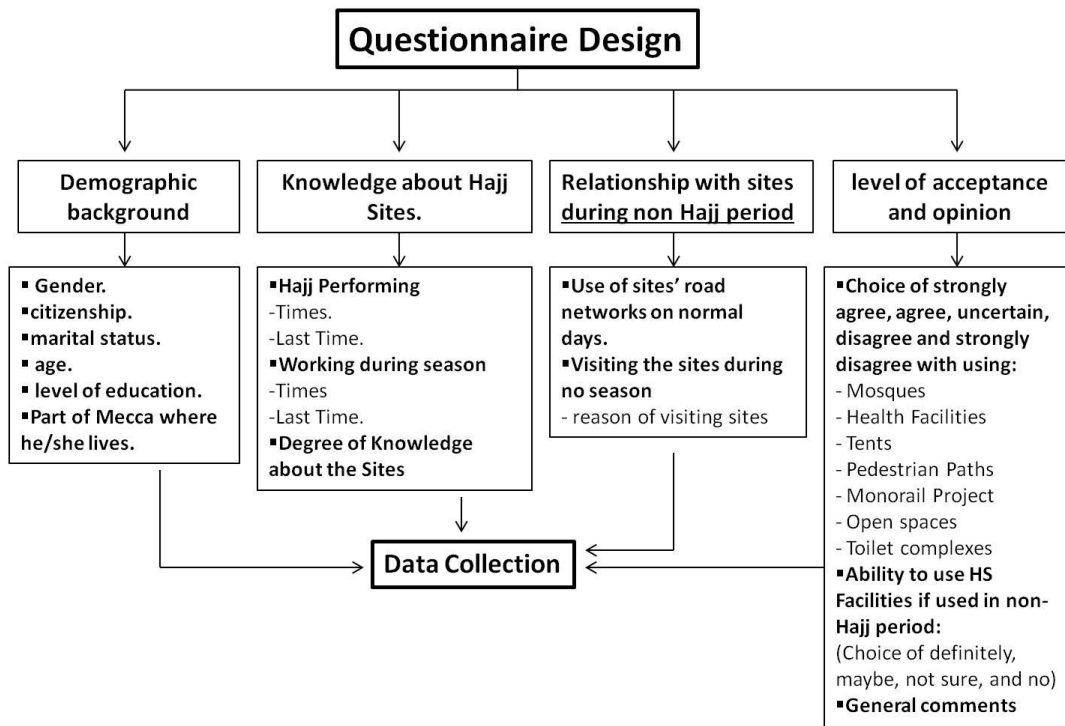 Questionnaire Design
Demographic
background
▪ Gender.
▪citizenship.
▪marital status.
▪ age.
▪ level of education.
▪Part of Mecca where
he/she lives.
Knowledge about Hajj
Sites.
▪Hajj Performing
-Times.
-Last Time.
▪Working during season
-Times
-Last Time.
▪Degree of Knowledge
about the Sites
Relationship with sites
during non Hajj period
▪Use of sites’ road
networks on normal
days.
▪Visiting the sites during
no season
- reason of visiting sites
level of acceptance
and opinion
▪Choice of strongly
agree, agree, uncertain,
disagree and strongly
disagree with using:
- Mosques
- Health Facilities
- Tents
- Pedestrian Paths
- Monorail Project
- Open spaces
- Toilet complexes
▪Ability to use HS
Facilities if used in non-
Hajj period:
(Choice of definitely,
maybe, not sure, and no)
▪General comments
Data Collection